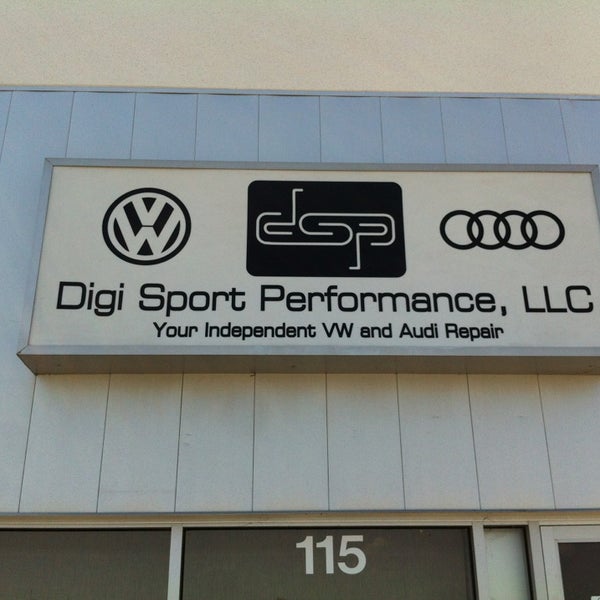 dsp
Digi Sport Performance, LLC
Your Independent VW and Audi Repair
115